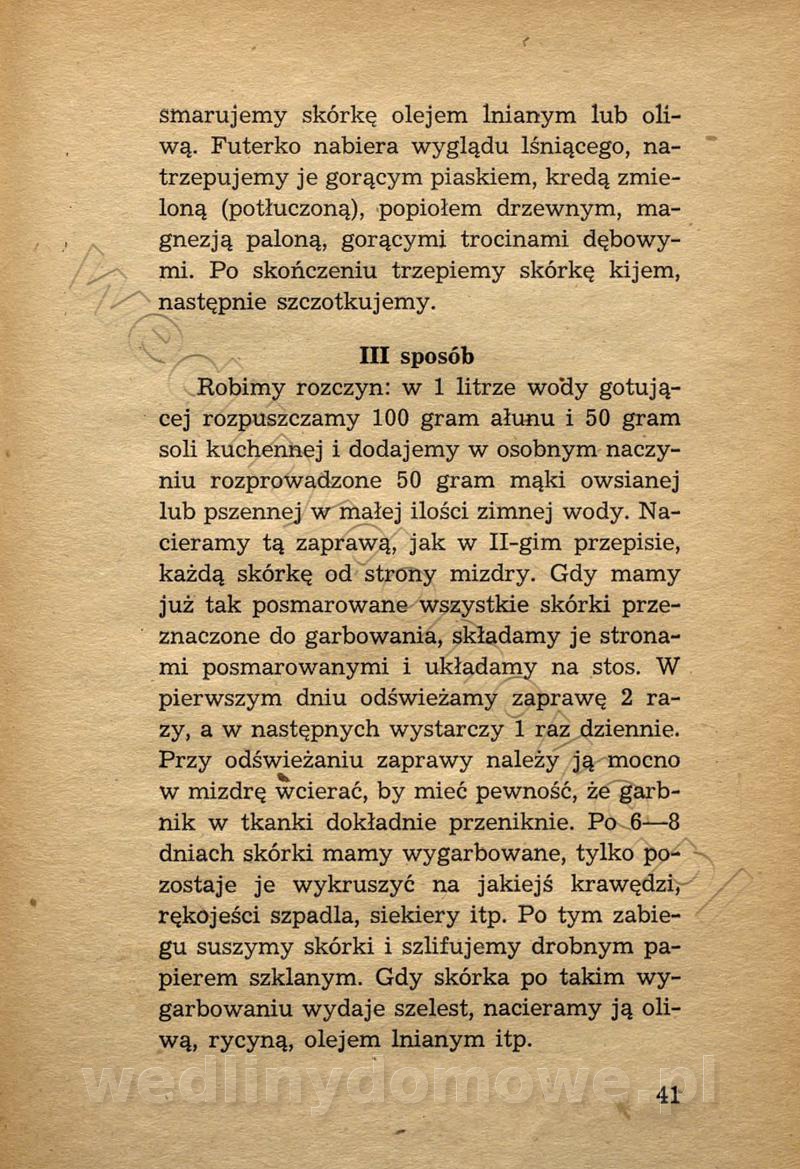 smarujemy skórkę olejem lnianym lub oli-
wą. Futerko nabiera wyglądu lśniącego, na-
trzepujemy je gorącym piaskiem, kredą zmie-
loną (potłuczoną), popiołem drzewnym, ma-
gnezją paloną, gorącymi trocinami dębowy-
mi. Po skończeniu trzepiemy skórkę kijem,
następnie szczotkujemy.
III sposób
Robimy rozczyn: w 1 litrze wody gotują-
cej rozpuszczamy 100 gram ałunu i 50 gram
soli kuchennej i dodajemy w osobnym naczy-
niu rozprowadzone 50 gram mąki owsianej
lub pszennej w małej ilości zimnej wody. Na-
cieramy tą zaprawą, jak w II-gim przepisie,
każdą skórkę od strony mizdry. Gdy mamy
już tak posmarowane wszystkie skórki prze-
znaczone do garbowania, składamy je strona-
mi posmarowanymi i układamy na stos. W
pierwszym dniu odświeżamy zaprawę 2 ra-
zy, a w następnych wystarczy 1 raz dziennie.
Przy odświeżaniu zaprawy należy ją mocno
w mizdrę wcierać, by mieć pewność, że garb-
nik w tkanki dokładnie przeniknie. Po 6—8
dniach skórki mamy wygarbowane, tylko po-
zostaje je wykruszyć na jakiejś krawędzi,
rękojeści szpadla, siekiery itp. Po tym zabie-
gu suszymy skórki i szlifujemy drobnym pa-
pierem szklanym. Gdy skórka po takim wy-
garbowaniu wydaje szelest, nacieramy ją oli-
wą, rycyną, olejem lnianym itp.
wedlinydomowe.pl
41